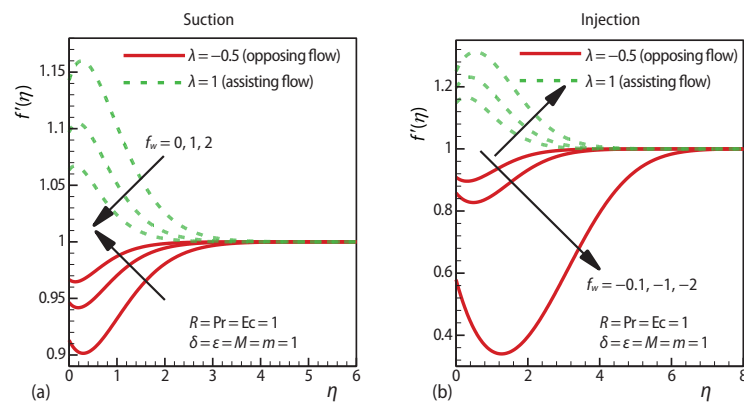 Suction
f′(η)
1.15
1.1
1.05
1
0.95
0.9
λ = −0.5 (opposing flow)
λ = 1 (assisting flow)
f_w = 0, 1, 2
R = Pr = Ec = 1
δ = ε = M = m = 1
0 1 2 3 4 5 6
(a) η
Injection
f′(η)
1.2
1
0.8
0.6
0.4
λ = −0.5 (opposing flow)
λ = 1 (assisting flow)
f_w = −0.1, −1, −2
R = Pr = Ec = 1
δ = ε = M = m = 1
0 2 4 6 8
(b) η